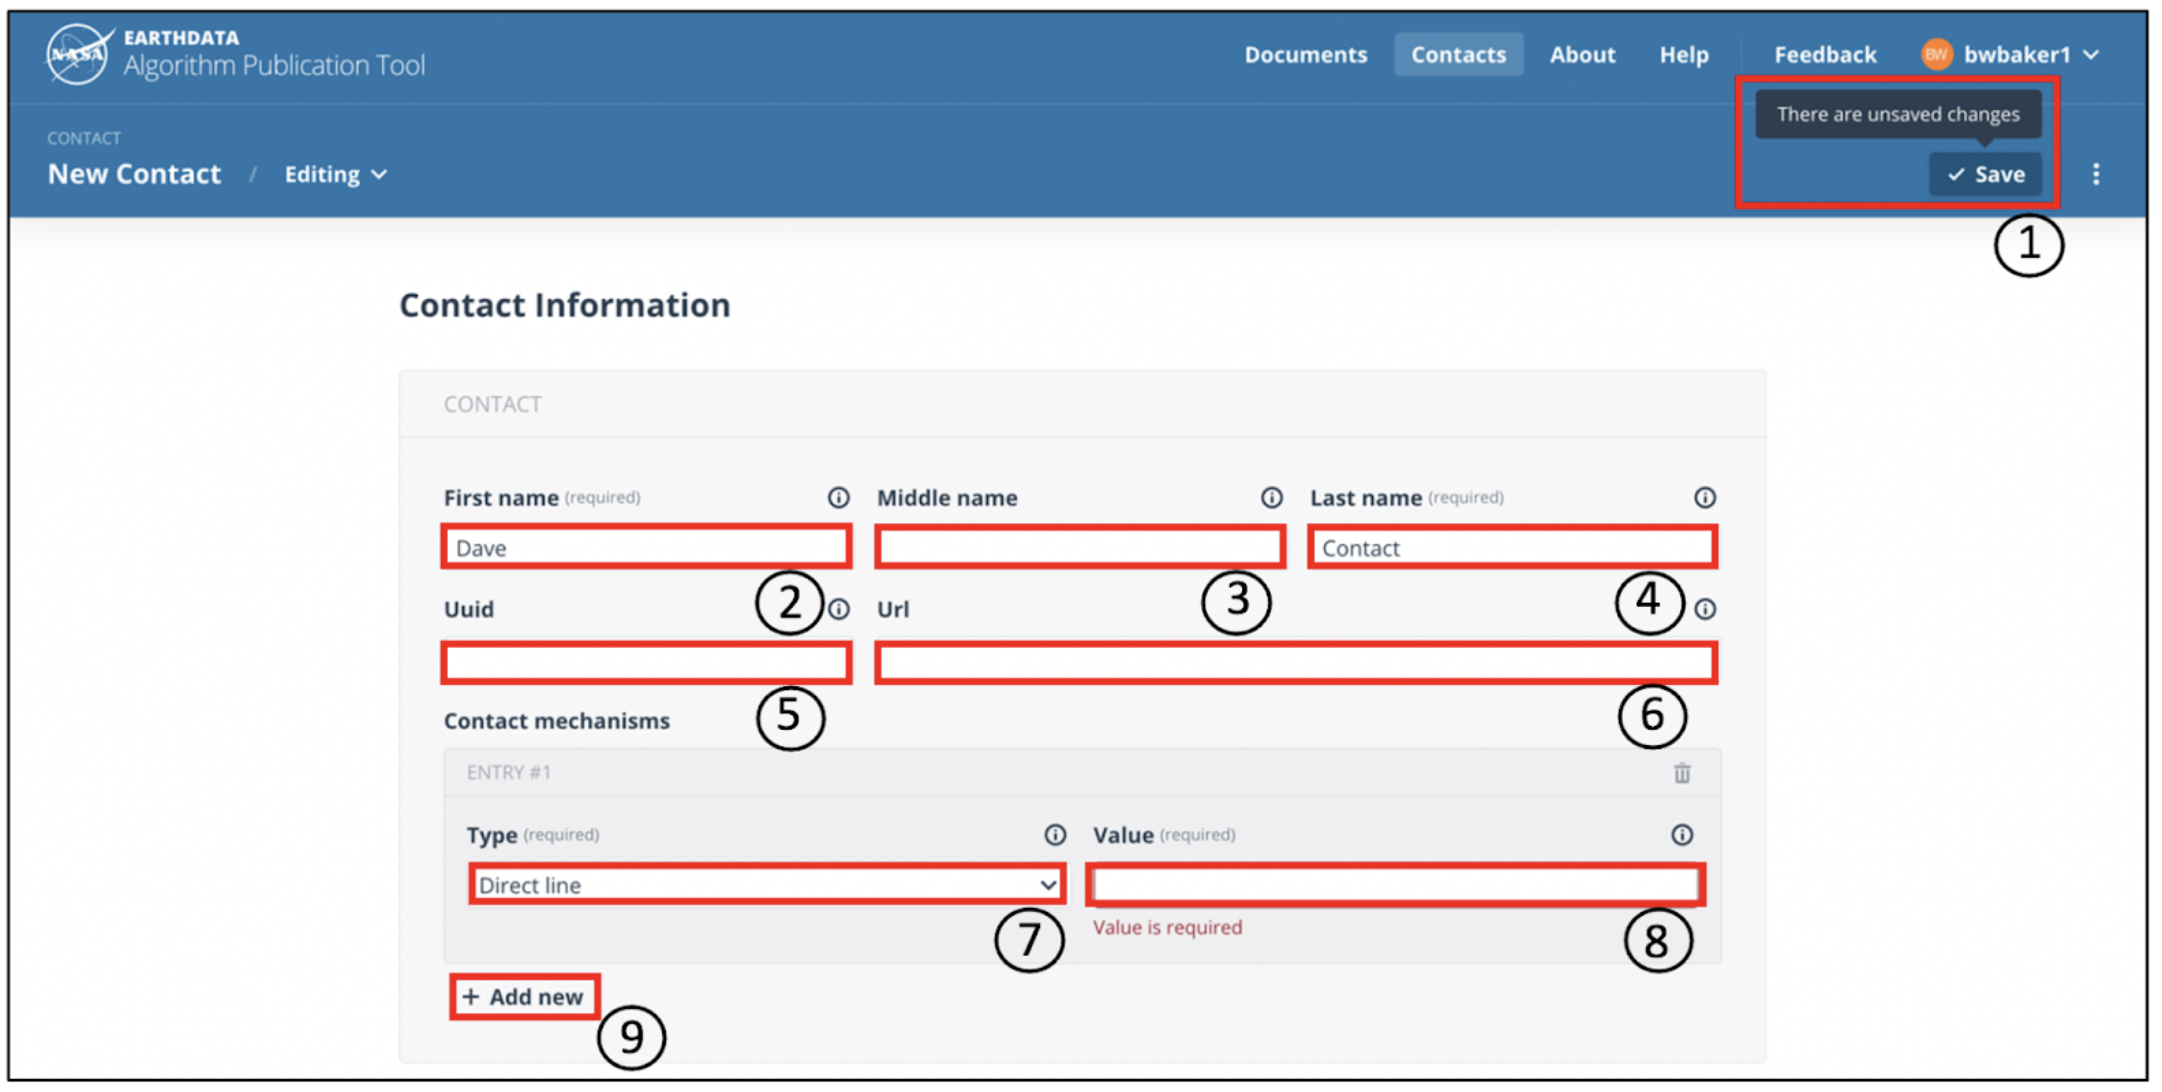 NASA
EARTHDATA
Algorithm Publication Tool
Documents Contacts About Help Feedback BW bwbaker1
There are unsaved changes
CONTACT
New Contact / Editing
✓ Save
1
Contact Information
CONTACT
First name (required) Middle name Last name (required)
Dave Contact
2 3 4
Uuid Url
5 6
Contact mechanisms
ENTRY #1
Type (required) Value (required)
Direct line
Value is required
7 8
+ Add new
9